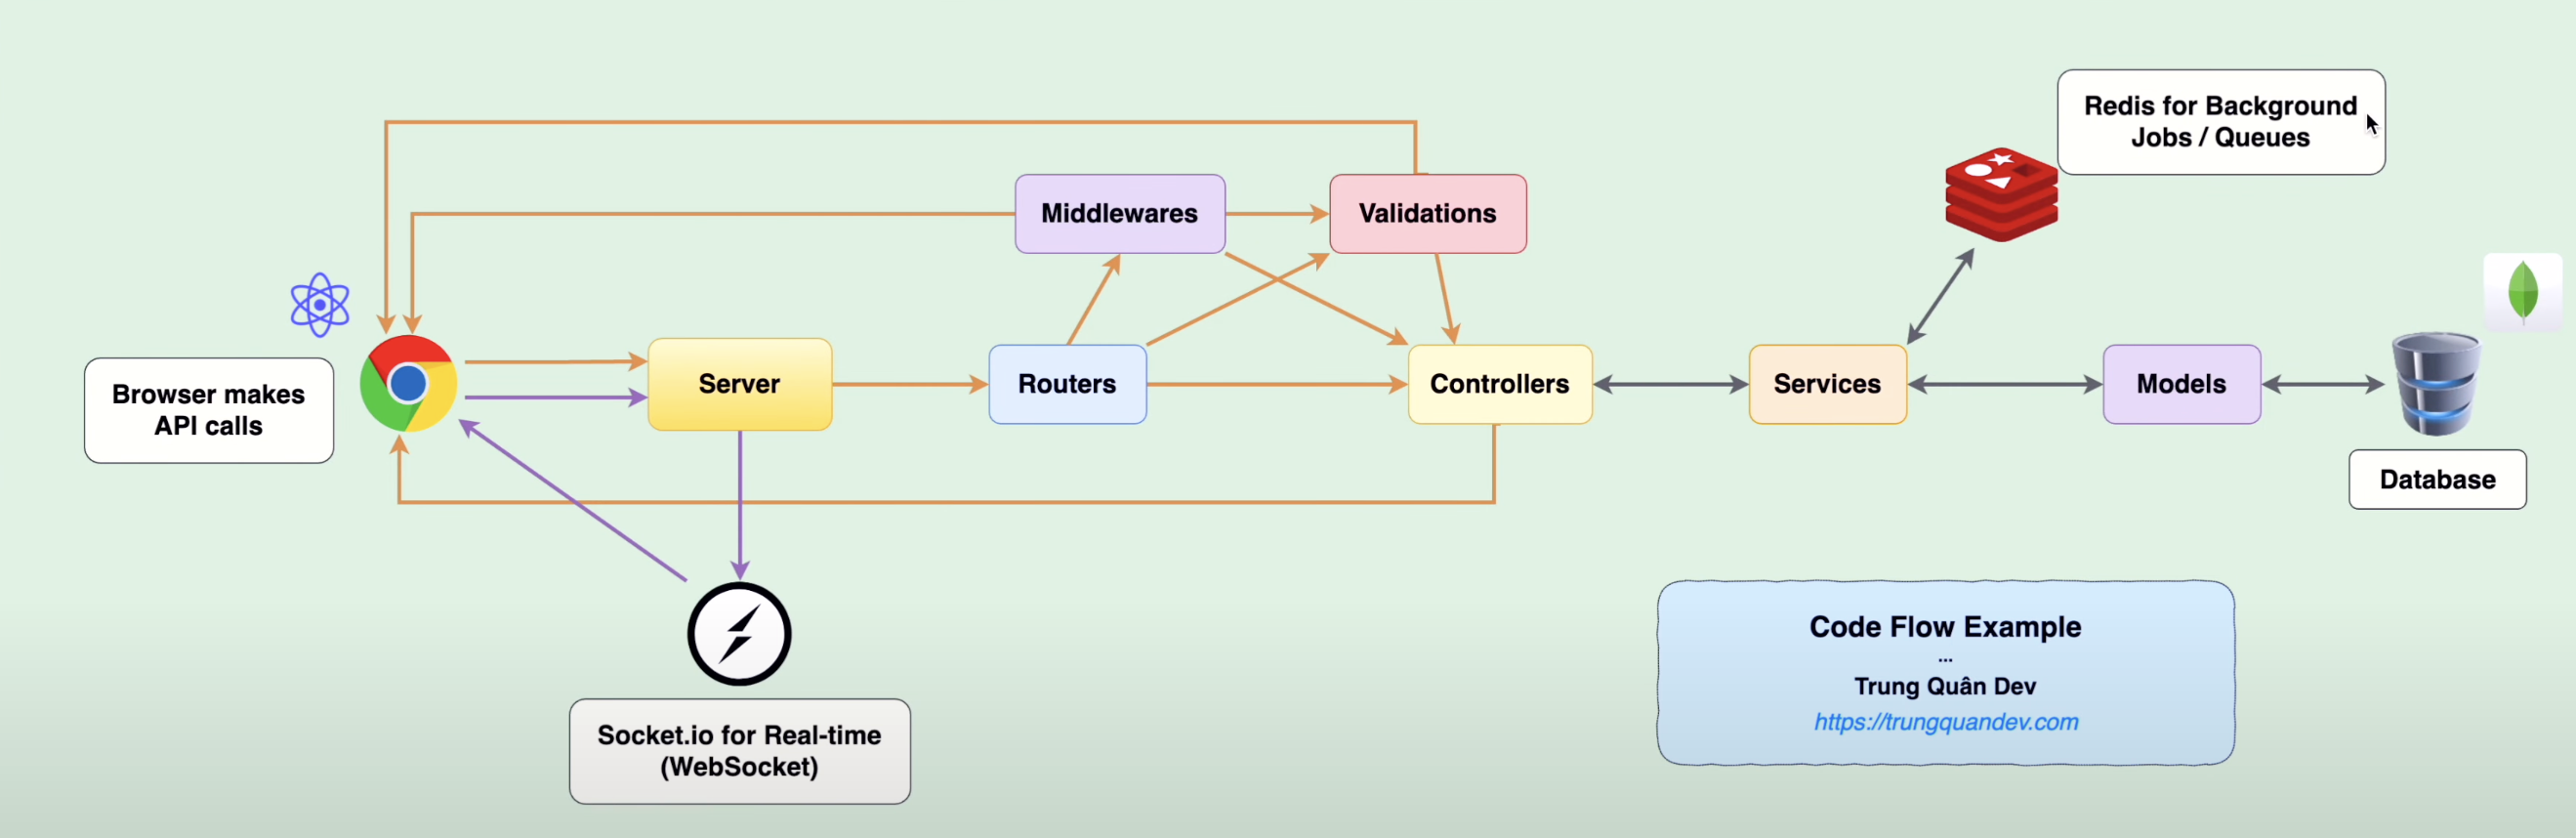 Redis for Background
Jobs / Queues
Middlewares
Validations
Browser makes
API calls
Server
Routers
Controllers
Services
Models
Database
Socket.io for Real-time
(WebSocket)
Code Flow Example
...
Trung Quân Dev
https://trungquandev.com